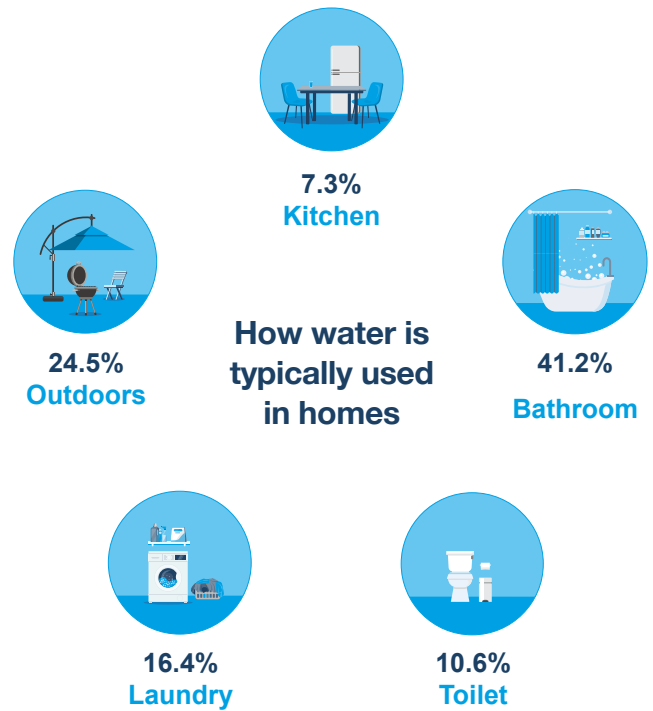 7.3%
Kitchen
24.5%
Outdoors
How water is
typically used
in homes
41.2%
Bathroom
16.4%
Laundry
10.6%
Toilet